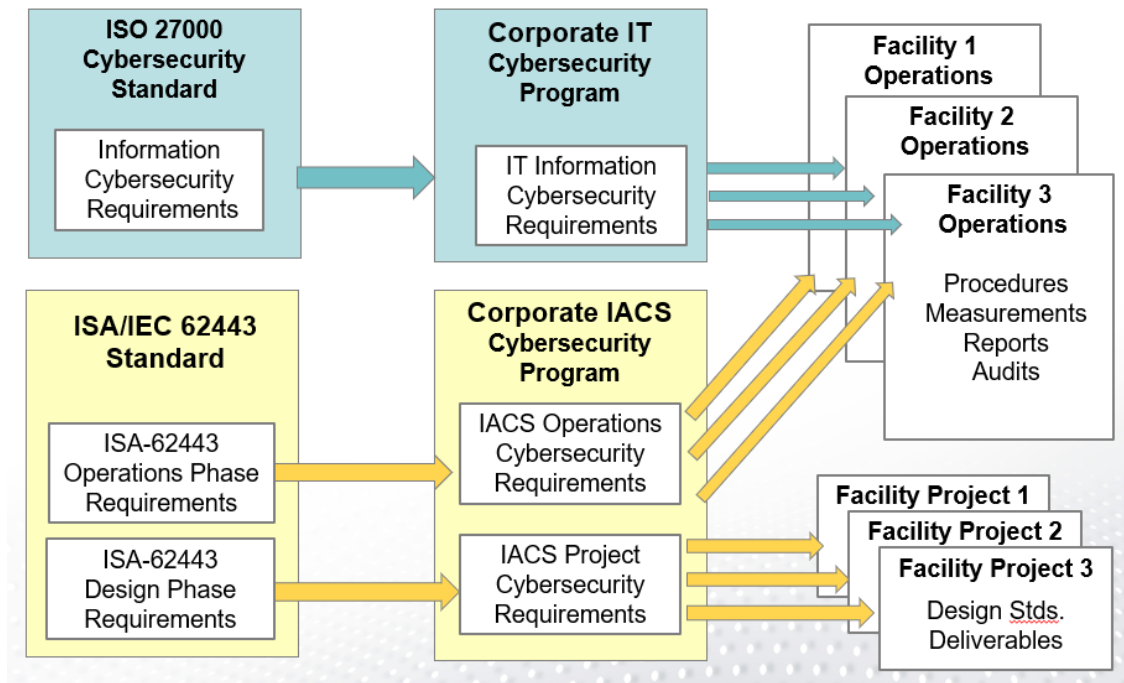 ISO 27000
Cybersecurity
Standard
Information
Cybersecurity
Requirements
Corporate IT
Cybersecurity
Program
IT Information
Cybersecurity
Requirements
Facility 1
Operations
Facility 2
Operations
Facility 3
Operations
Procedures
Measurements
Reports
Audits
ISA/IEC 62443
Standard
ISA-62443
Operations Phase
Requirements
ISA-62443
Design Phase
Requirements
Corporate IACS
Cybersecurity
Program
IACS Operations
Cybersecurity
Requirements
IACS Project
Cybersecurity
Requirements
Facility Project 1
Facility Project 2
Facility Project 3
Design Stds.
Deliverables